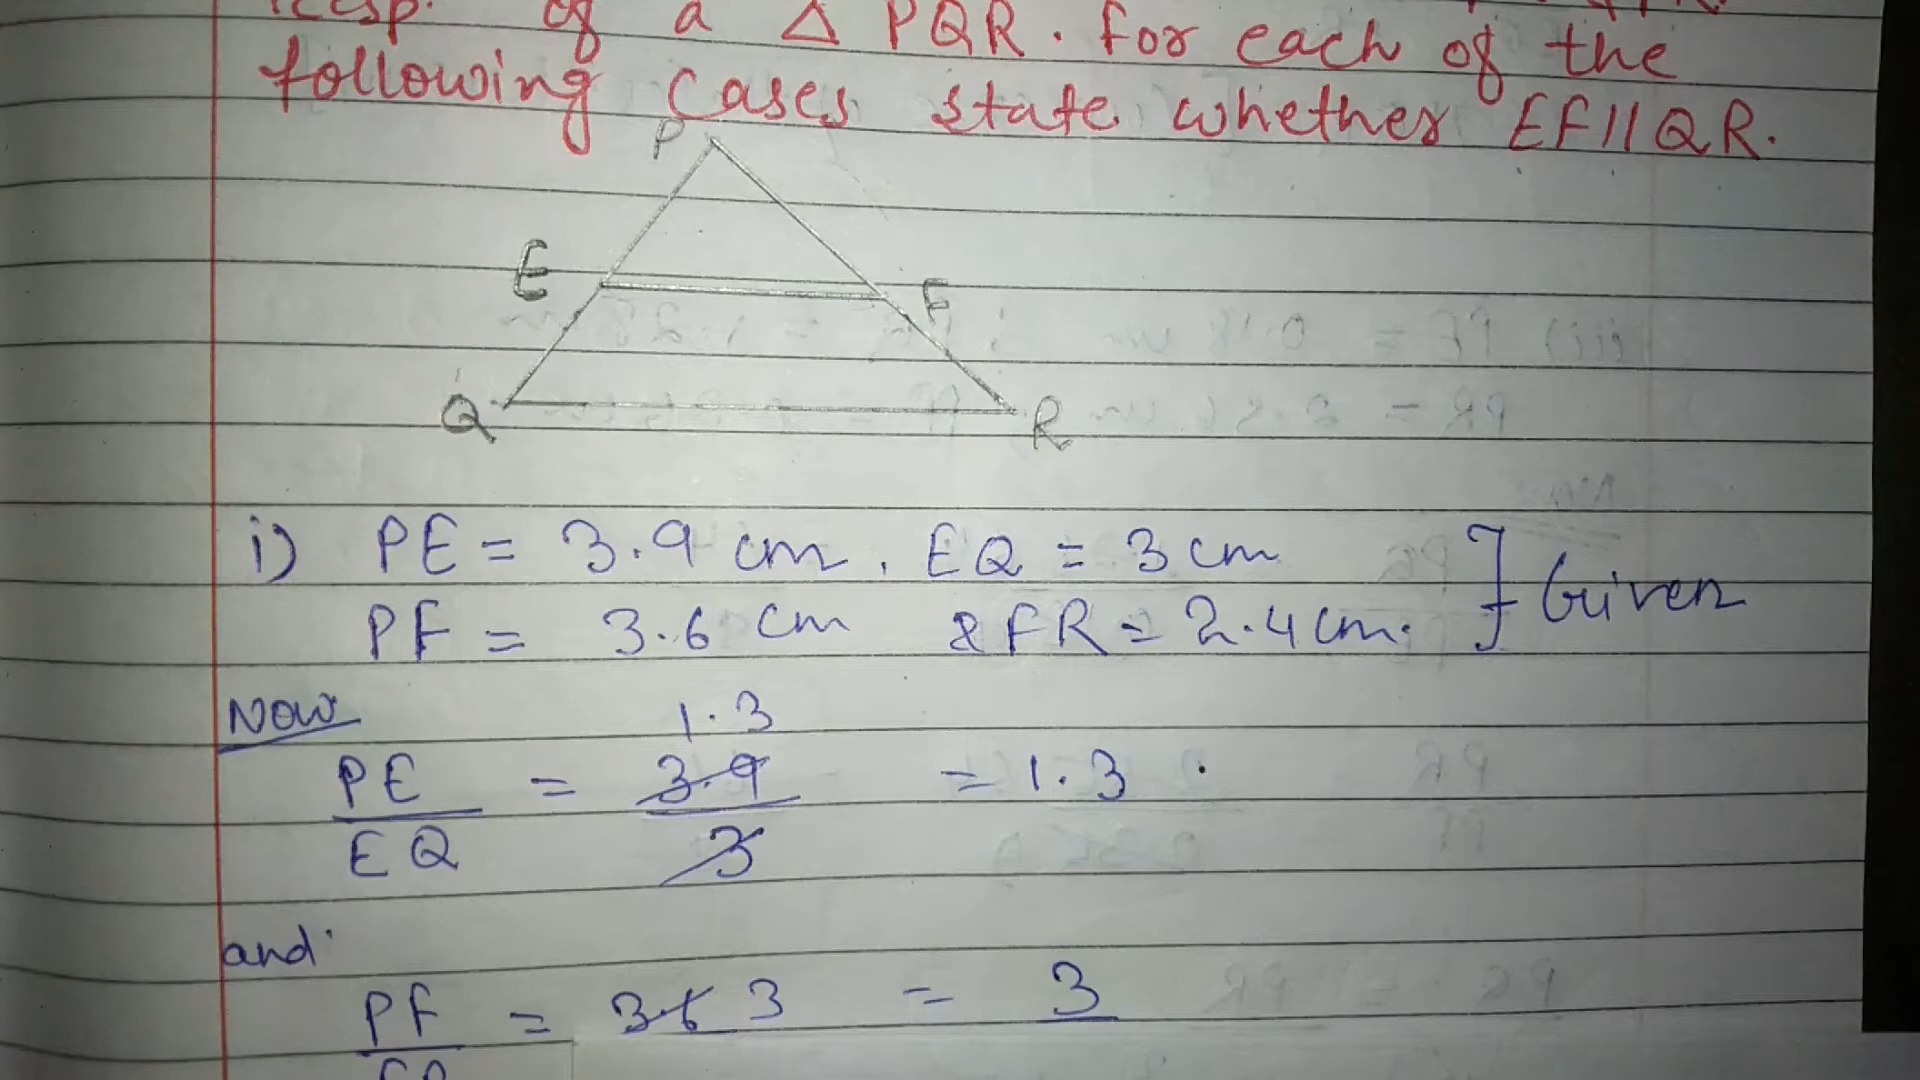 of a △ PQR. for each of the
following cases state whether EF||QR.
P
E
F
Q
R
i) PE = 3.9 cm, EQ = 3 cm
PF = 3.6 cm & FR = 2.4 cm. } Given
Now
1.3
PE = 3.9 = 1.3
EQ 3
and
PF = 36 3 = 3